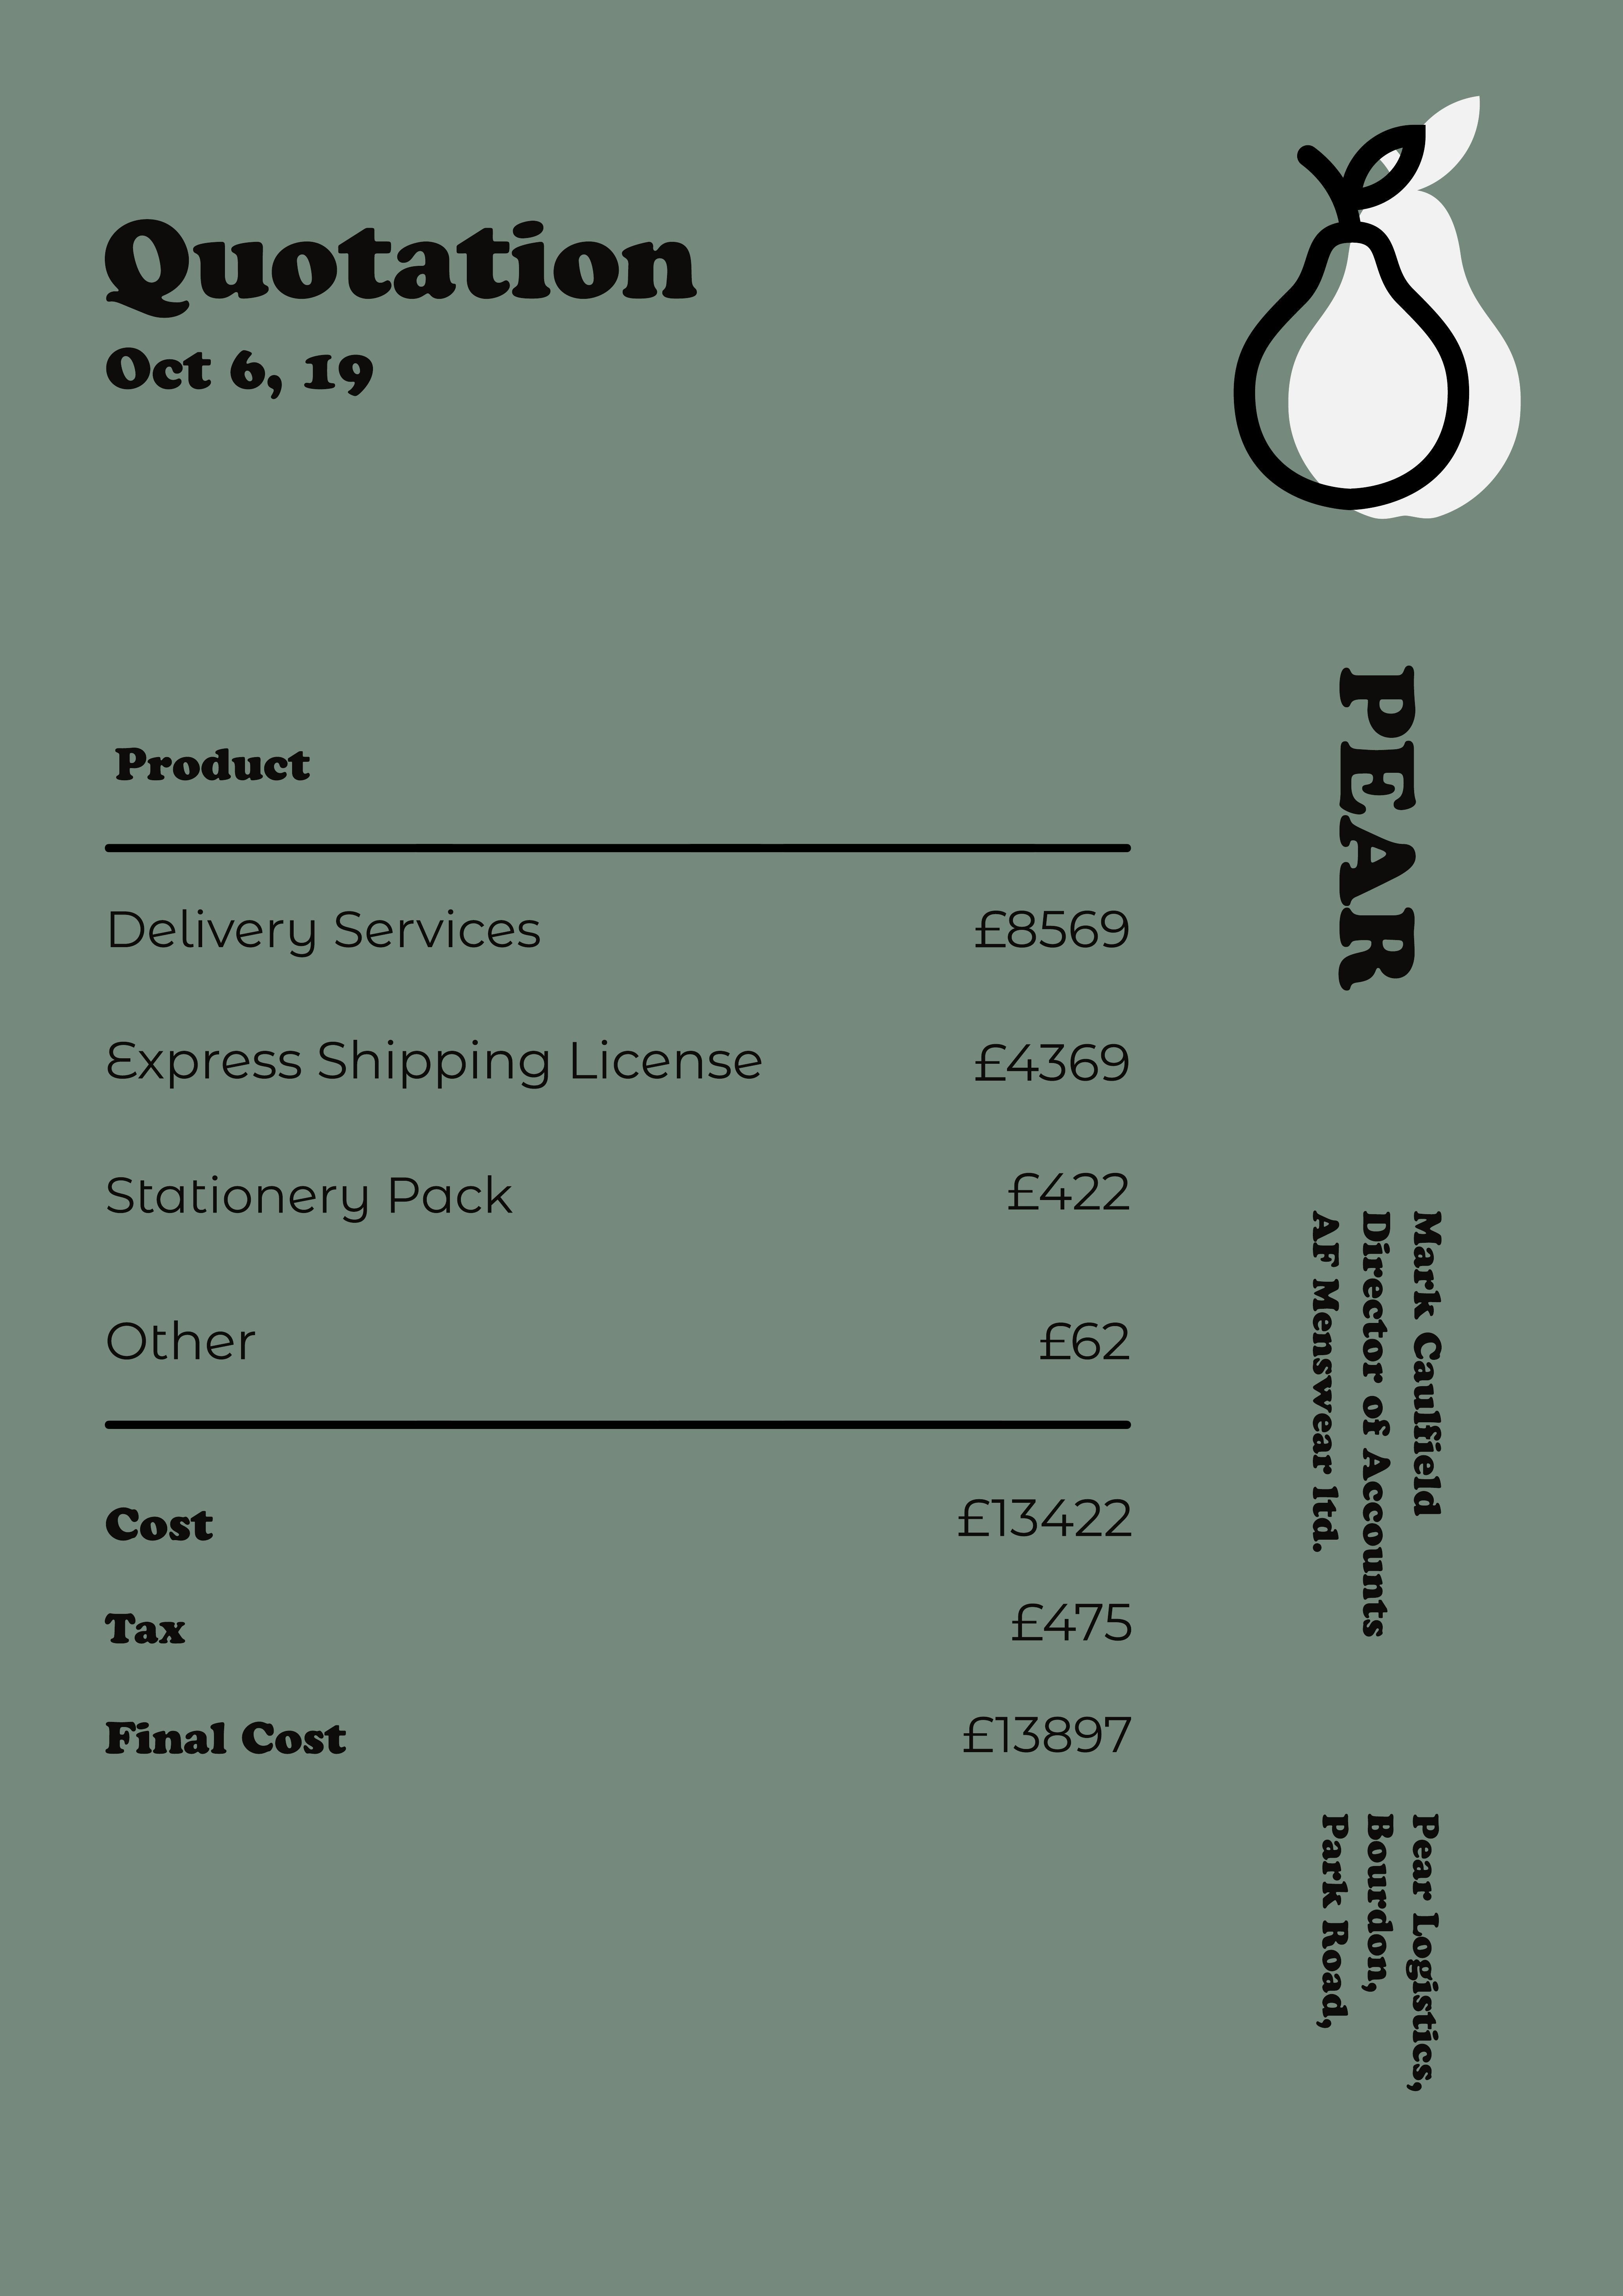 Quotation
Oct 6, 19
Product
Delivery Services £8569
Express Shipping License £4369
Stationery Pack £422
Other £62
Cost £13422
Tax £475
Final Cost £13897
PEAR
Mark Caulfield
Director of Accounts
AF Menswear ltd.
Pear Logistics,
Bourdon,
Park Road,